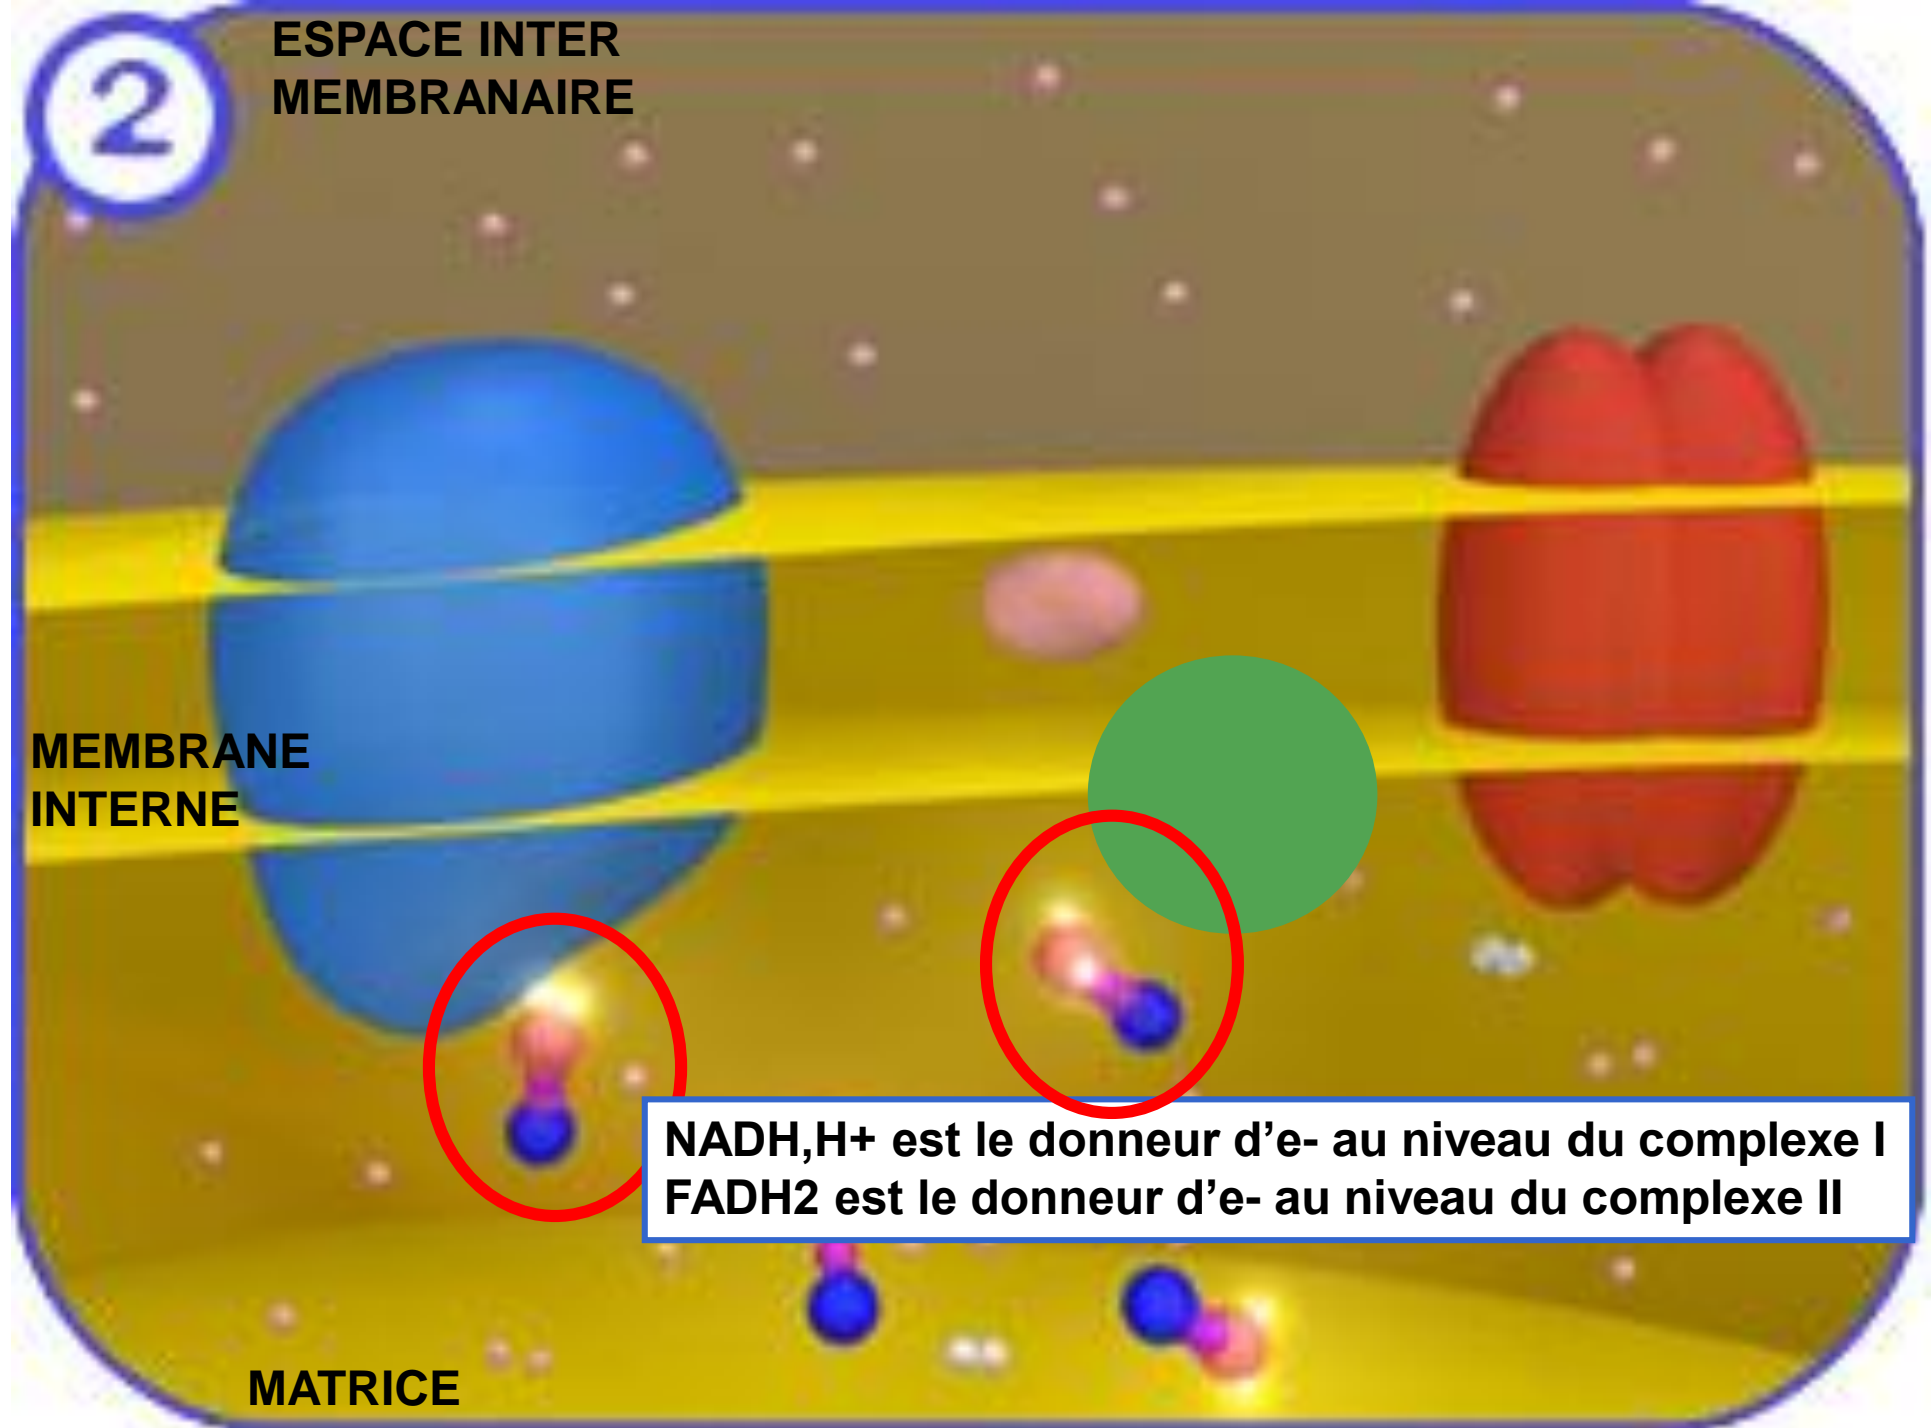 2
ESPACE INTER
MEMBRANAIRE
MEMBRANE
INTERNE
NADH,H+ est le donneur d’e- au niveau du complexe I
FADH2 est le donneur d’e- au niveau du complexe II
MATRICE